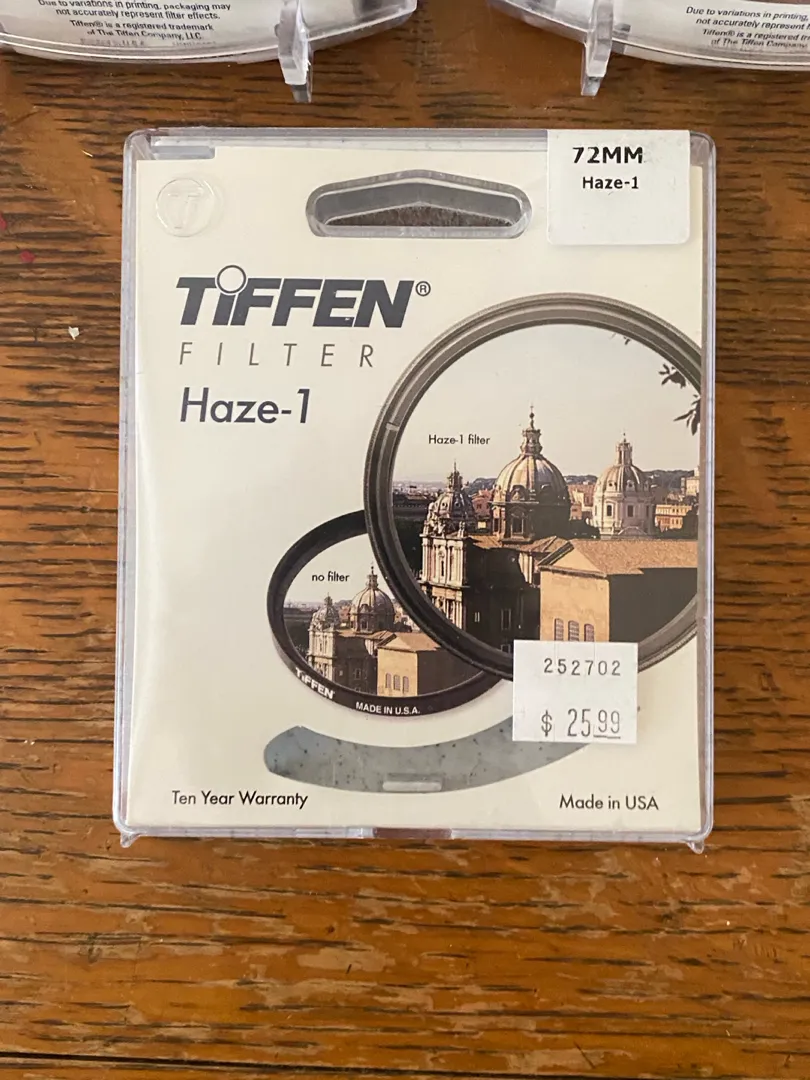 Due to variations in printing, packaging may
not accurately represent filter effects.
Tiffen® is a registered trademark
of The Tiffen Company, LLC.
Due to variations in printing,
not accurately represent
Tiffen® is a registered
of The Tiffen Company
72MM
Haze-1
T
TIFFEN®
FILTER
Haze-1
Haze-1 filter
no filter
TIFFEN
MADE IN U.S.A.
252702
$ 25.99
Ten Year Warranty
Made in USA